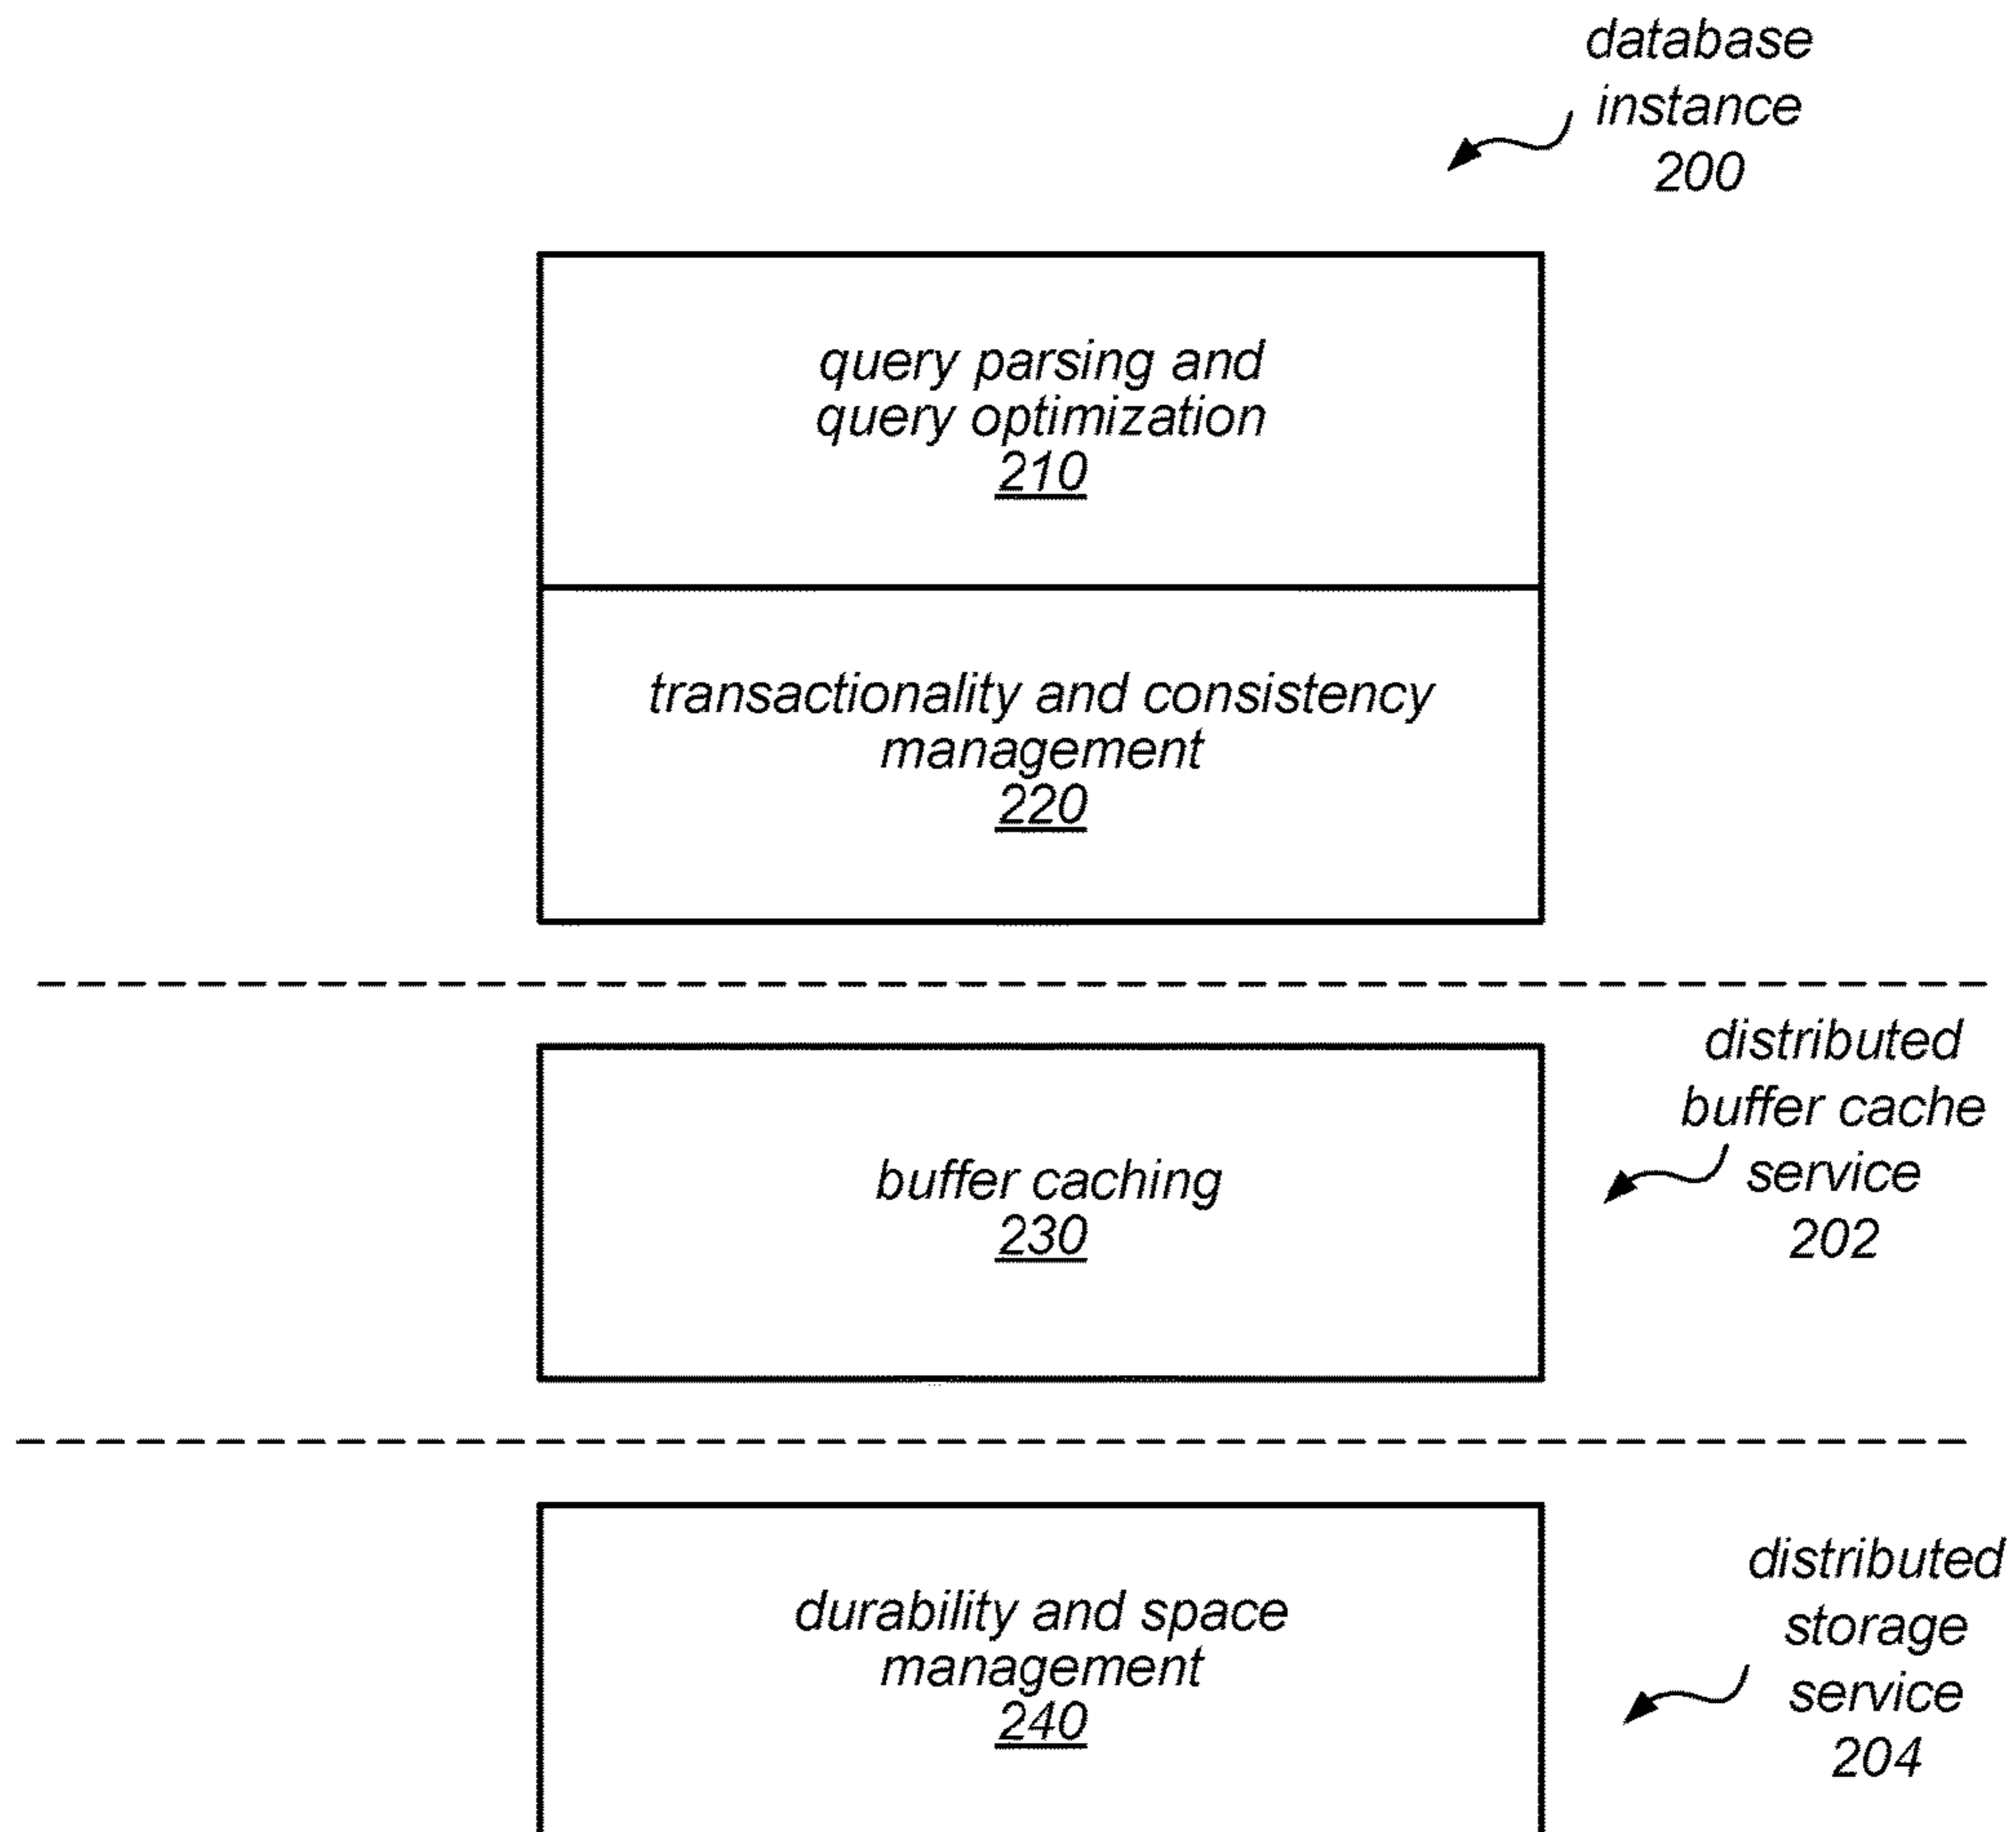 database
instance
200
query parsing and
query optimization
210
transactionality and consistency
management
220
distributed
buffer cache
service
202
buffer caching
230
distributed
storage
service
204
durability and space
management
240